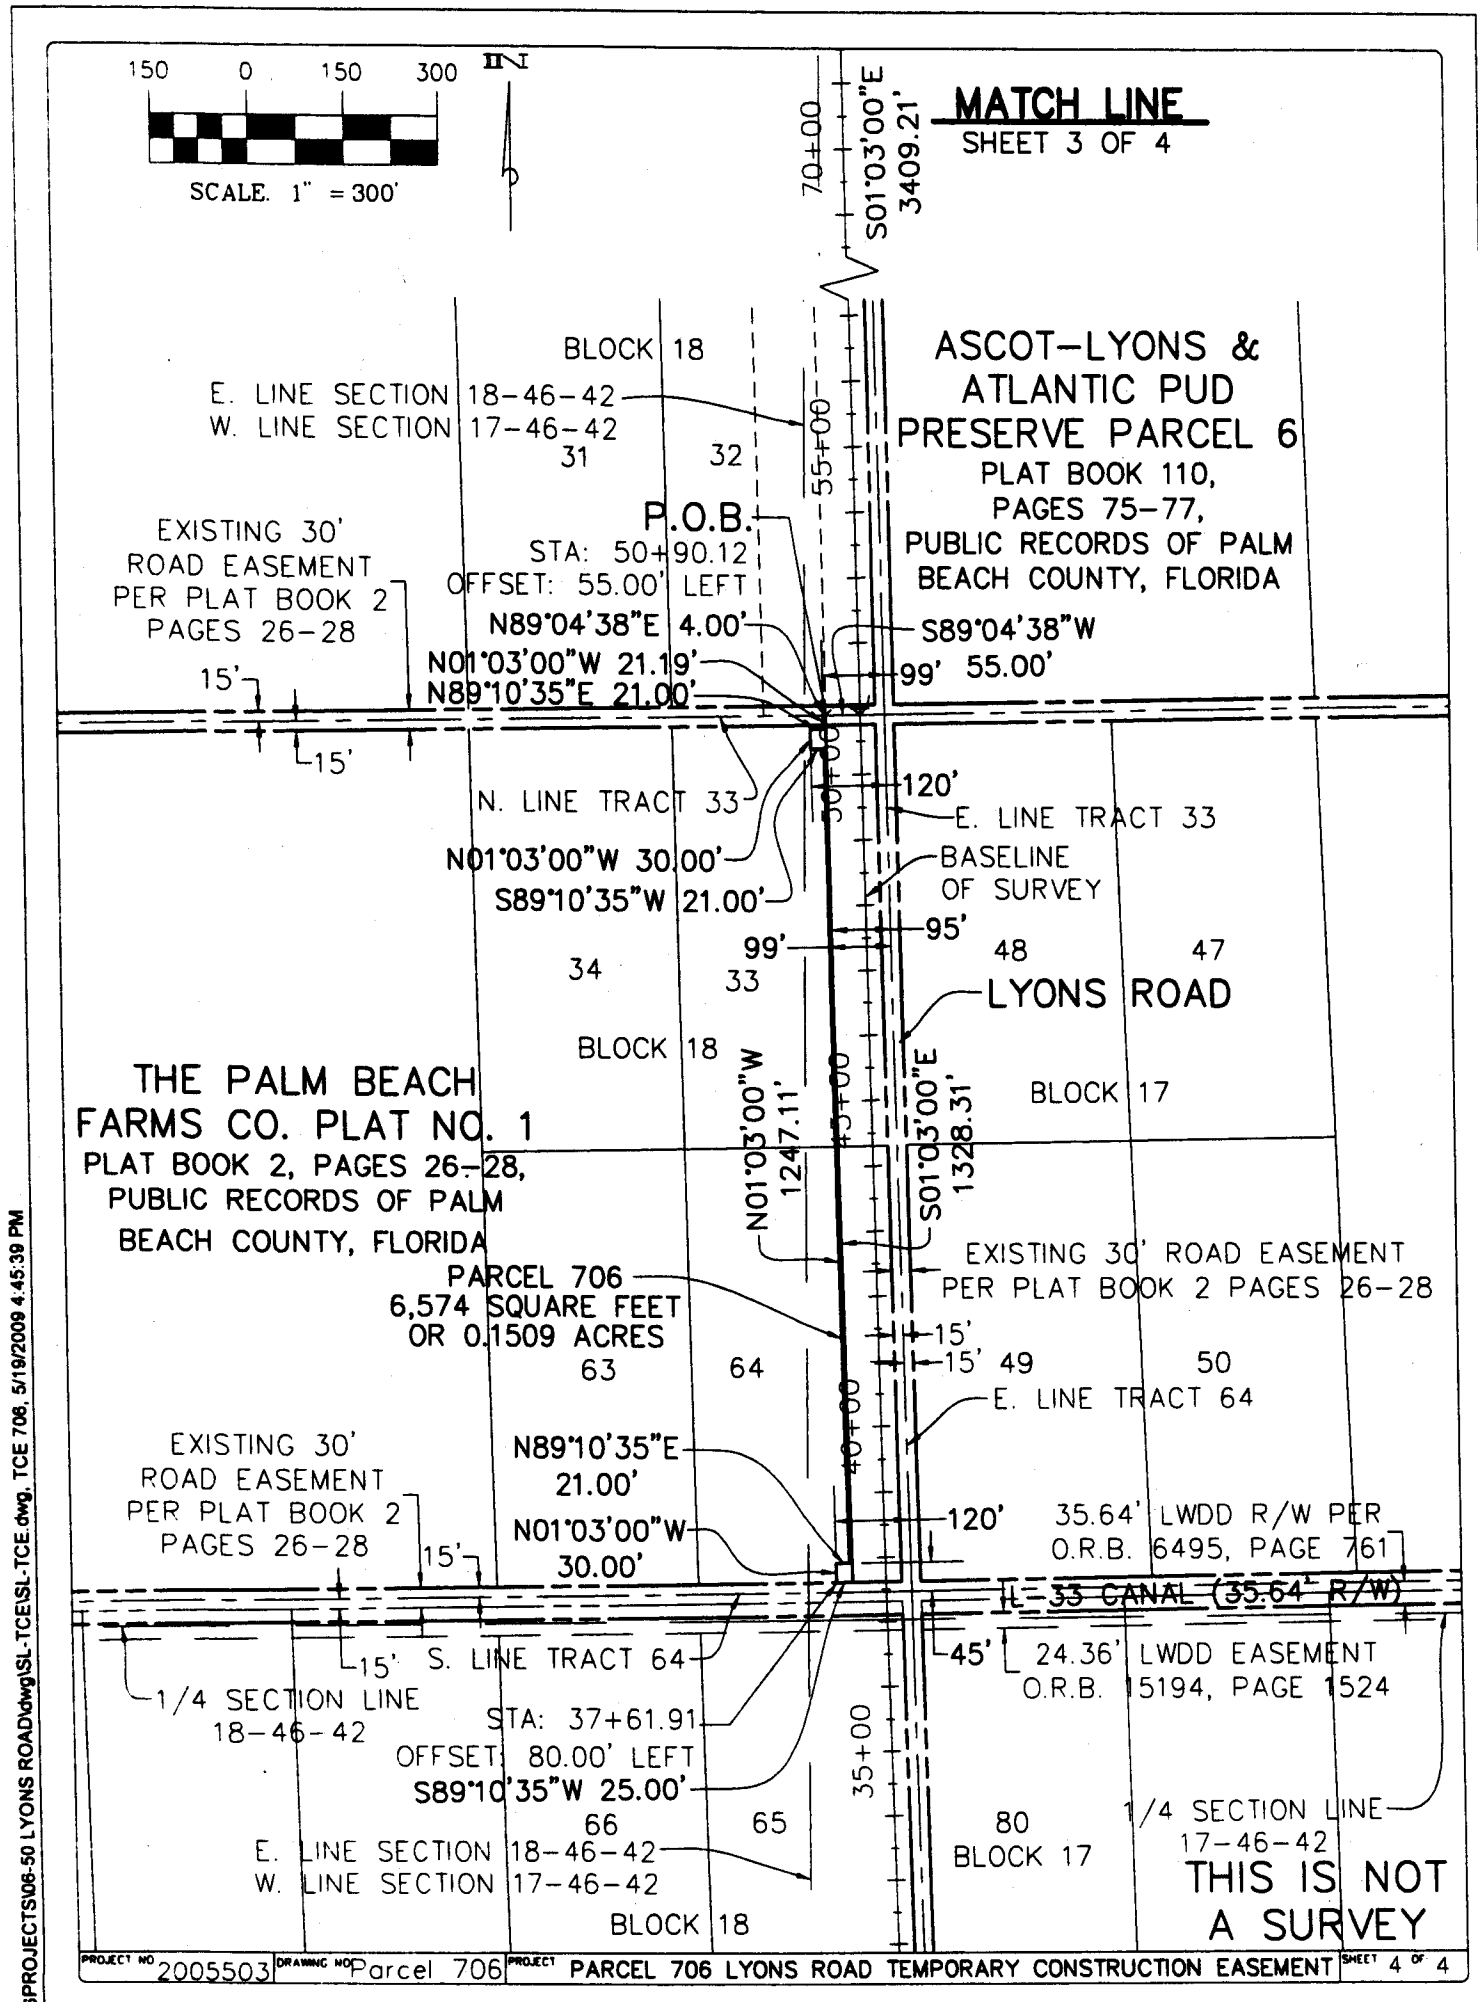 150 0 150 300
N
SCALE. 1" = 300'
70+00
S01°03'00"E
3409.21'
MATCH LINE
SHEET 3 OF 4
BLOCK 18
E. LINE SECTION 18-46-42
W. LINE SECTION 17-46-42
31
32
55+00
ASCOT-LYONS &
ATLANTIC PUD
PRESERVE PARCEL 6
PLAT BOOK 110,
PAGES 75-77,
PUBLIC RECORDS OF PALM
BEACH COUNTY, FLORIDA
P.O.B.
STA: 50+90.12
OFFSET: 55.00' LEFT
EXISTING 30'
ROAD EASEMENT
PER PLAT BOOK 2
PAGES 26-28
N89°04'38"E 4.00'
N01°03'00"W 21.19'
N89°10'35"E 21.00'
S89°04'38"W
55.00'
99'
15'
15'
50+00
120'
N. LINE TRACT 33
E. LINE TRACT 33
N01°03'00"W 30.00'
S89°10'35"W 21.00'
BASELINE
OF SURVEY
95'
99'
34
33
48
47
LYONS ROAD
BLOCK 18
BLOCK 17
THE PALM BEACH
FARMS CO. PLAT NO. 1
PLAT BOOK 2, PAGES 26-28,
PUBLIC RECORDS OF PALM
BEACH COUNTY, FLORIDA
N01°03'00"W
1247.11'
45+00
S01°03'00"E
1328.31'
PARCEL 706
6,574 SQUARE FEET
OR 0.1509 ACRES
EXISTING 30' ROAD EASEMENT
PER PLAT BOOK 2 PAGES 26-28
15'
15'
63
64
49
50
E. LINE TRACT 64
40+00
EXISTING 30'
ROAD EASEMENT
PER PLAT BOOK 2
PAGES 26-28
N89°10'35"E
21.00'
N01°03'00"W
30.00'
120'
35.64' LWDD R/W PER
O.R.B. 6495, PAGE 761
L-33 CANAL (35.64' R/W)
15'
15'
S. LINE TRACT 64
45'
24.36' LWDD EASEMENT
O.R.B. 15194, PAGE 1524
1/4 SECTION LINE
18-46-42
STA: 37+61.91
OFFSET: 80.00' LEFT
S89°10'35"W 25.00'
35+00
66
65
80
BLOCK 17
1/4 SECTION LINE
17-46-42
E. LINE SECTION 18-46-42
W. LINE SECTION 17-46-42
BLOCK 18
THIS IS NOT
A SURVEY
PROJECT NO 2005503 DRAWING NO Parcel 706 PROJECT PARCEL 706 LYONS ROAD TEMPORARY CONSTRUCTION EASEMENT SHEET 4 OF 4
SPROJECTS\06-50 LYONS ROAD\dwg\SL-TCE\SL-TCE.dwg, TCE 706, 5/19/2009 4:45:39 PM